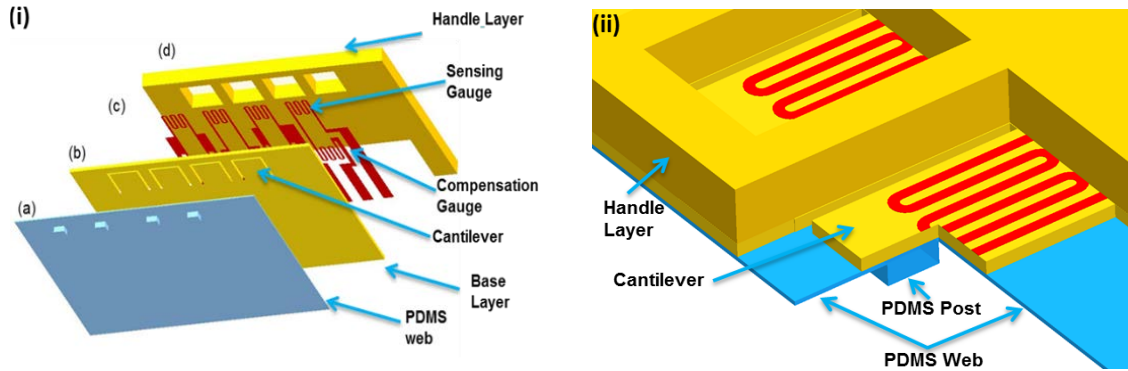 (i)
(d)
Handle_Layer
Sensing
Gauge
(c)
(b)
Compensation
Gauge
(a)
Cantilever
Base
Layer
PDMS
web
(ii)
Handle
Layer
Cantilever
PDMS Post
PDMS Web